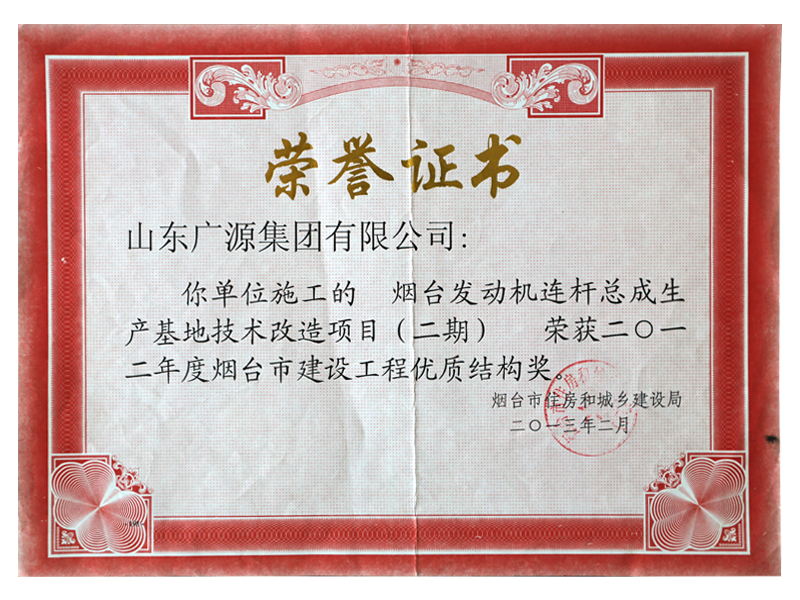 荣誉证书
山东广源集团有限公司：
你单位施工的 烟台发动机连杆总成生
产基地技术改造项目（二期） 荣获二〇一
二年度烟台市建设工程优质结构奖。
烟台市住房和城乡建设局
二〇一三年二月